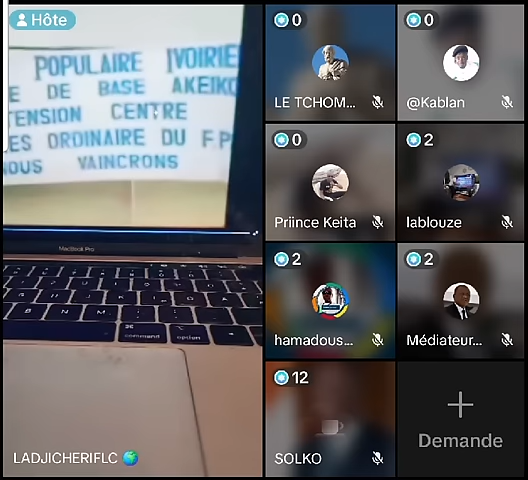 Hôte
POPULAIRE IVOIRIE
E DE BASE AKEIKO
TENSION CENTRE
ES ORDINAIRE DU FP
NOUS VAINCRONS
MacBook Pro
command
option
LADJICHERIFLC
0
LE TCHOM...
0
@Kablan
0
Priince Keita
2
lablouze
2
hamadous...
2
Médiateur...
12
SOLKO
+
Demande